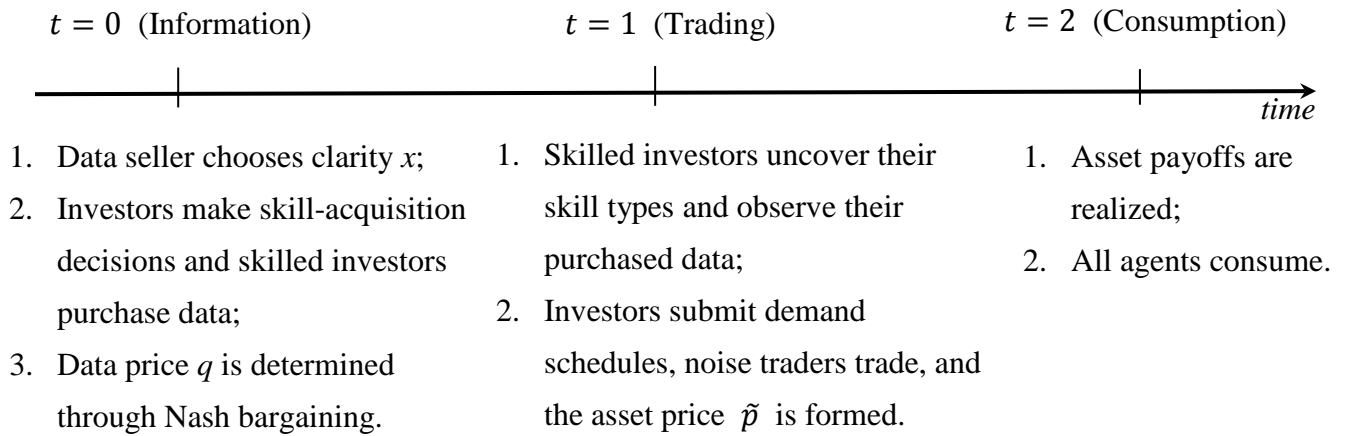 t = 0 (Information)
t = 1 (Trading)
t = 2 (Consumption)
time
1. Data seller chooses clarity x;
2. Investors make skill-acquisition
decisions and skilled investors
purchase data;
3. Data price q is determined
through Nash bargaining.
1. Skilled investors uncover their
skill types and observe their
purchased data;
2. Investors submit demand
schedules, noise traders trade, and
the asset price p̃ is formed.
1. Asset payoffs are
realized;
2. All agents consume.